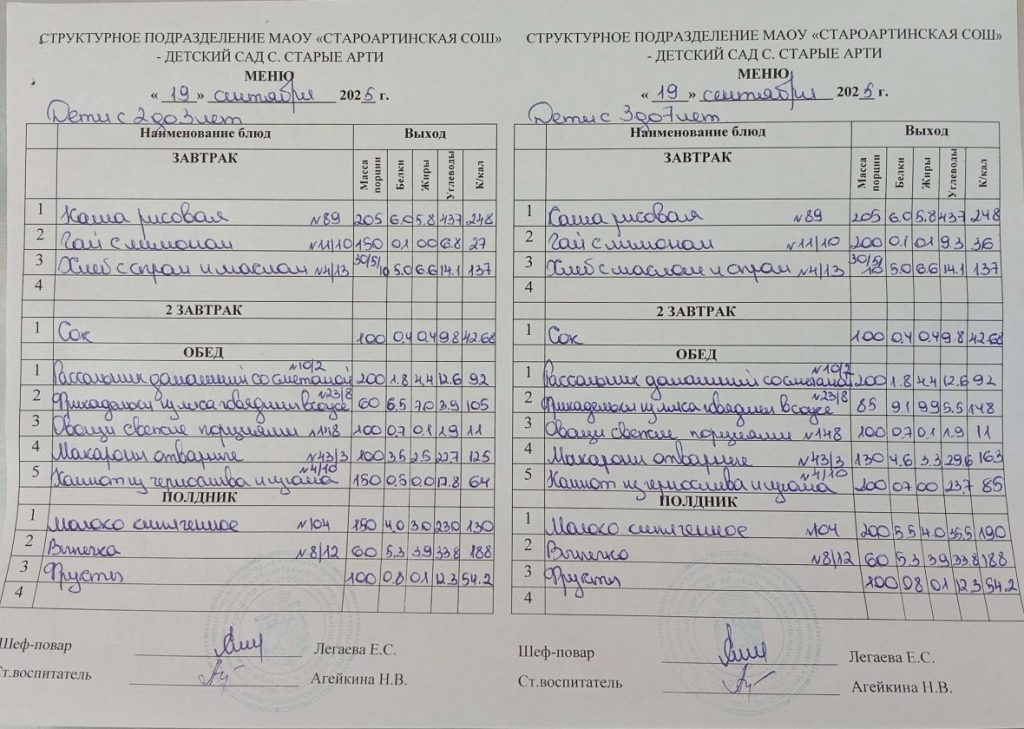 СТРУКТУРНОЕ ПОДРАЗДЕЛЕНИЕ МАОУ «СТАРОАРТИНСКАЯ СОШ»
- ДЕТСКИЙ САД С. СТАРЫЕ АРТИ
МЕНЮ
« 19 » сентября 2025 г.
Дети с 2 до 3 лет
Наименование блюд Выход
ЗАВТРАК Масса порции Белки Жиры Углеводы К/кал
1 Каша рисовая №89 205 6.0 5.8 43.7 248
2 Чай с лимоном №11/10 150 0.1 0.0 6.8 27
3 Хлеб с сыром и маслом №4/13 30/5/10 5.0 6.6 14.1 137
4
2 ЗАВТРАК
1 Сок 100 0.4 0.4 9.8 42.68
ОБЕД
1 Рассольник домашний со сметаной №10/2 200 1.8 4.4 12.6 92
2 Фрикадельки из мяса говядины в соусе №23/8 60 6.5 7.0 3.9 105
3 Овощи свежие порциями №148 100 0.7 0.1 1.9 11
4 Макароны отварные №43/3 100 3.5 2.5 22.7 125
5 Компот из чернослива и изюма №4/10 150 0.5 0.0 17.8 64
ПОЛДНИК
1 Молоко сгущенное №104 150 4.0 3.0 23.0 130
2 Выпечка №8/12 60 5.3 3.9 33.8 188
3 Фрукты 100 0.8 0.1 12.3 54.2
4
Шеф-повар Легаева Е.С.
Ст.воспитатель Агейкина Н.В.
СТРУКТУРНОЕ ПОДРАЗДЕЛЕНИЕ МАОУ «СТАРОАРТИНСКАЯ СОШ»
- ДЕТСКИЙ САД С. СТАРЫЕ АРТИ
МЕНЮ
« 19 » сентября 2025 г.
Дети с 3 до 7 лет
Наименование блюд Выход
ЗАВТРАК Масса порции Белки Жиры Углеводы К/кал
1 Каша рисовая №89 205 6.0 5.8 43.7 248
2 Чай с лимоном №11/10 200 0.1 0.1 9.3 36
3 Хлеб с маслом и сыром №4/13 30/5/10 5.0 6.6 14.1 137
4
2 ЗАВТРАК
1 Сок 100 0.4 0.4 9.8 42.68
ОБЕД
1 Рассольник домашний со сметаной №10/2 200 1.8 4.4 12.6 92
2 Фрикадельки из мяса говядины в соусе №23/8 85 9.1 9.9 5.5 148
3 Овощи свежие порциями №148 100 0.7 0.1 1.9 11
4 Макароны отварные №43/3 130 4.6 3.3 29.6 163
5 Компот из чернослива и изюма №4/10 200 0.7 0.0 23.7 85
ПОЛДНИК
1 Молоко сгущенное №104 200 5.5 4.0 35.5 190
2 Выпечка №8/12 60 5.3 3.9 33.8 188
3 Фрукты 100 0.8 0.1 12.3 54.2
4
Шеф-повар Легаева Е.С.
Ст.воспитатель Агейкина Н.В.